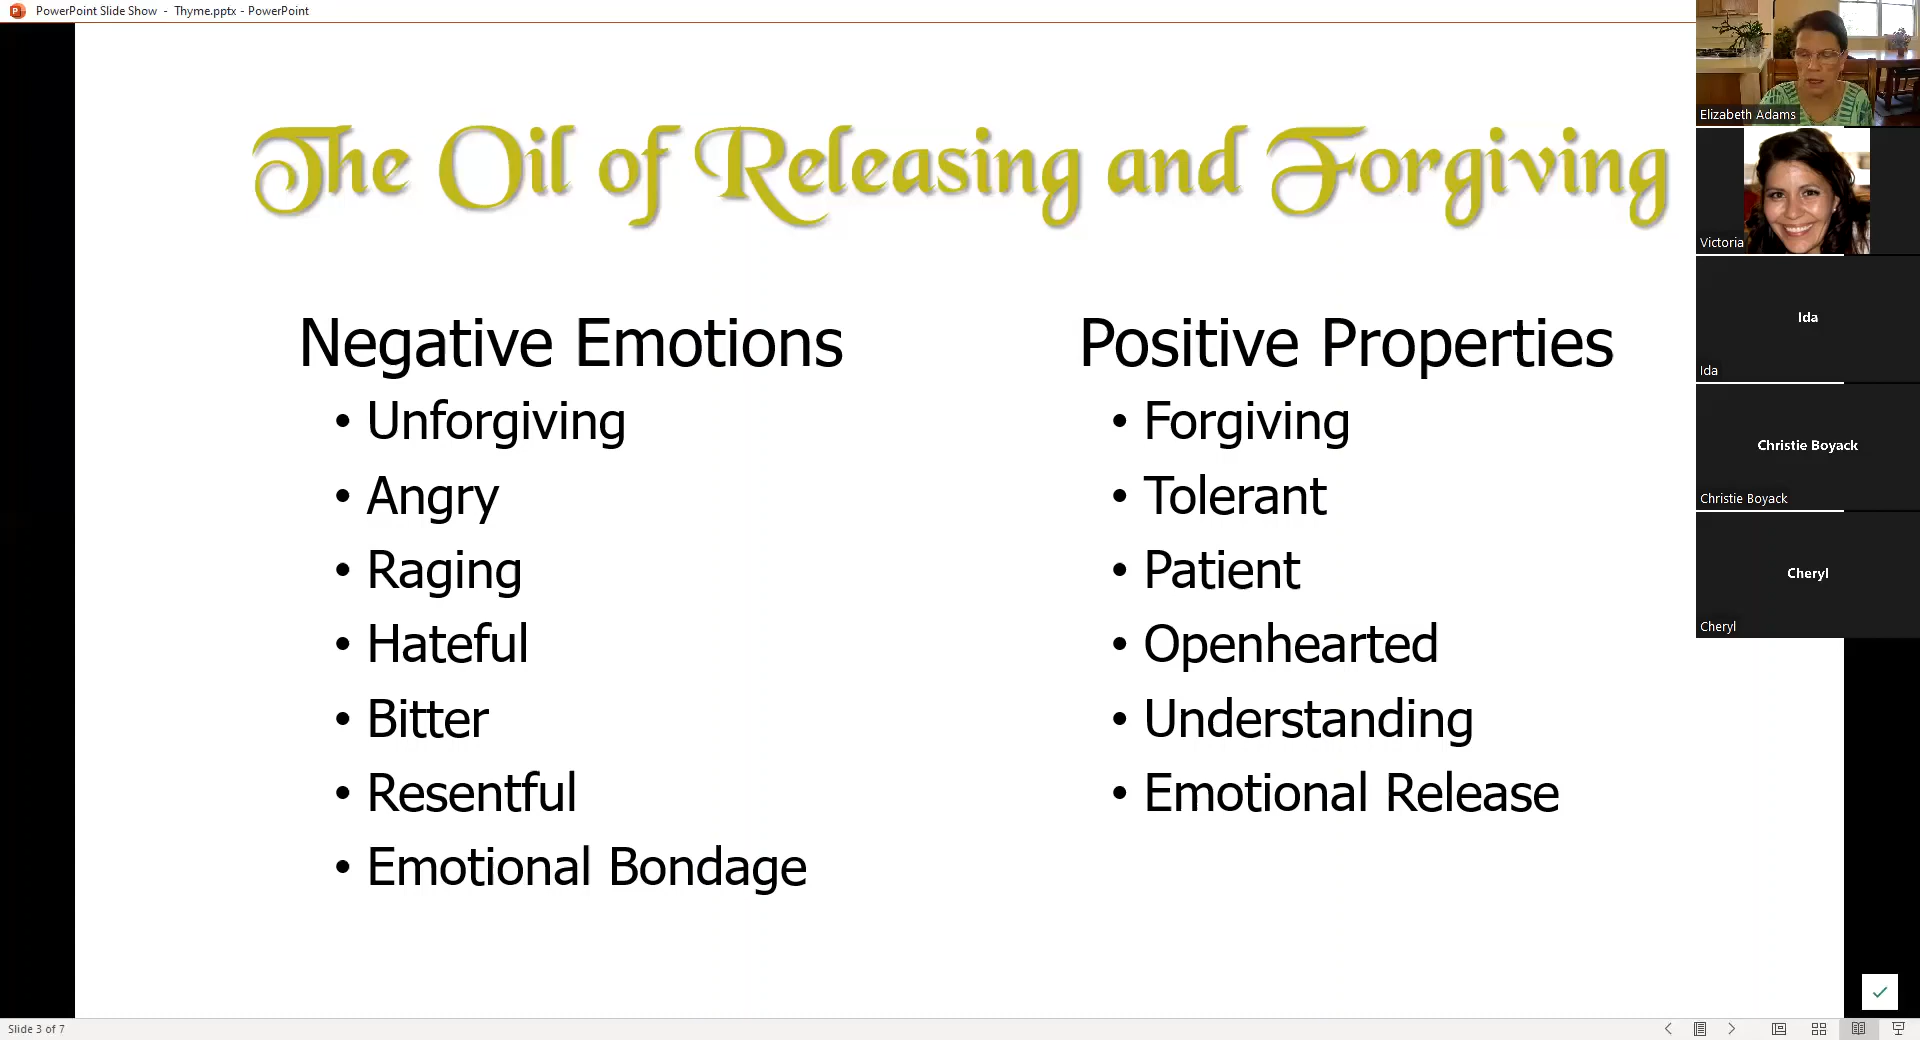 PowerPoint Slide Show - Thyme.pptx - PowerPoint
The Oil of Releasing and Forgiving
Negative Emotions
• Unforgiving
• Angry
• Raging
• Hateful
• Bitter
• Resentful
• Emotional Bondage
Positive Properties
• Forgiving
• Tolerant
• Patient
• Openhearted
• Understanding
• Emotional Release
Elizabeth Adams
Victoria
Ida
Ida
Christie Boyack
Christie Boyack
Cheryl
Cheryl
Slide 3 of 7